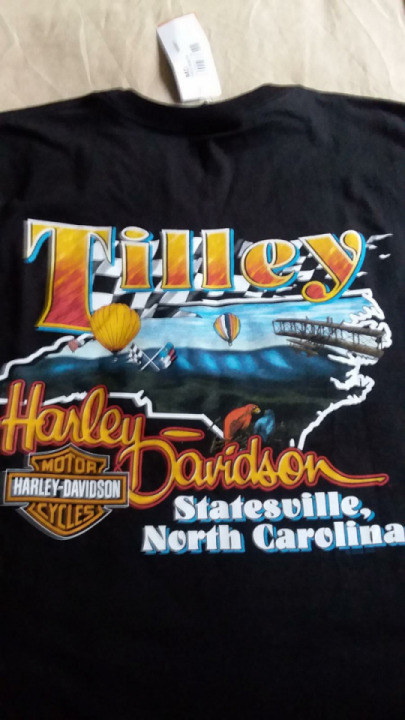 Tilley
Harley-Davidson
MOTOR
HARLEY-DAVIDSON
CYCLES
Statesville,
North Carolina